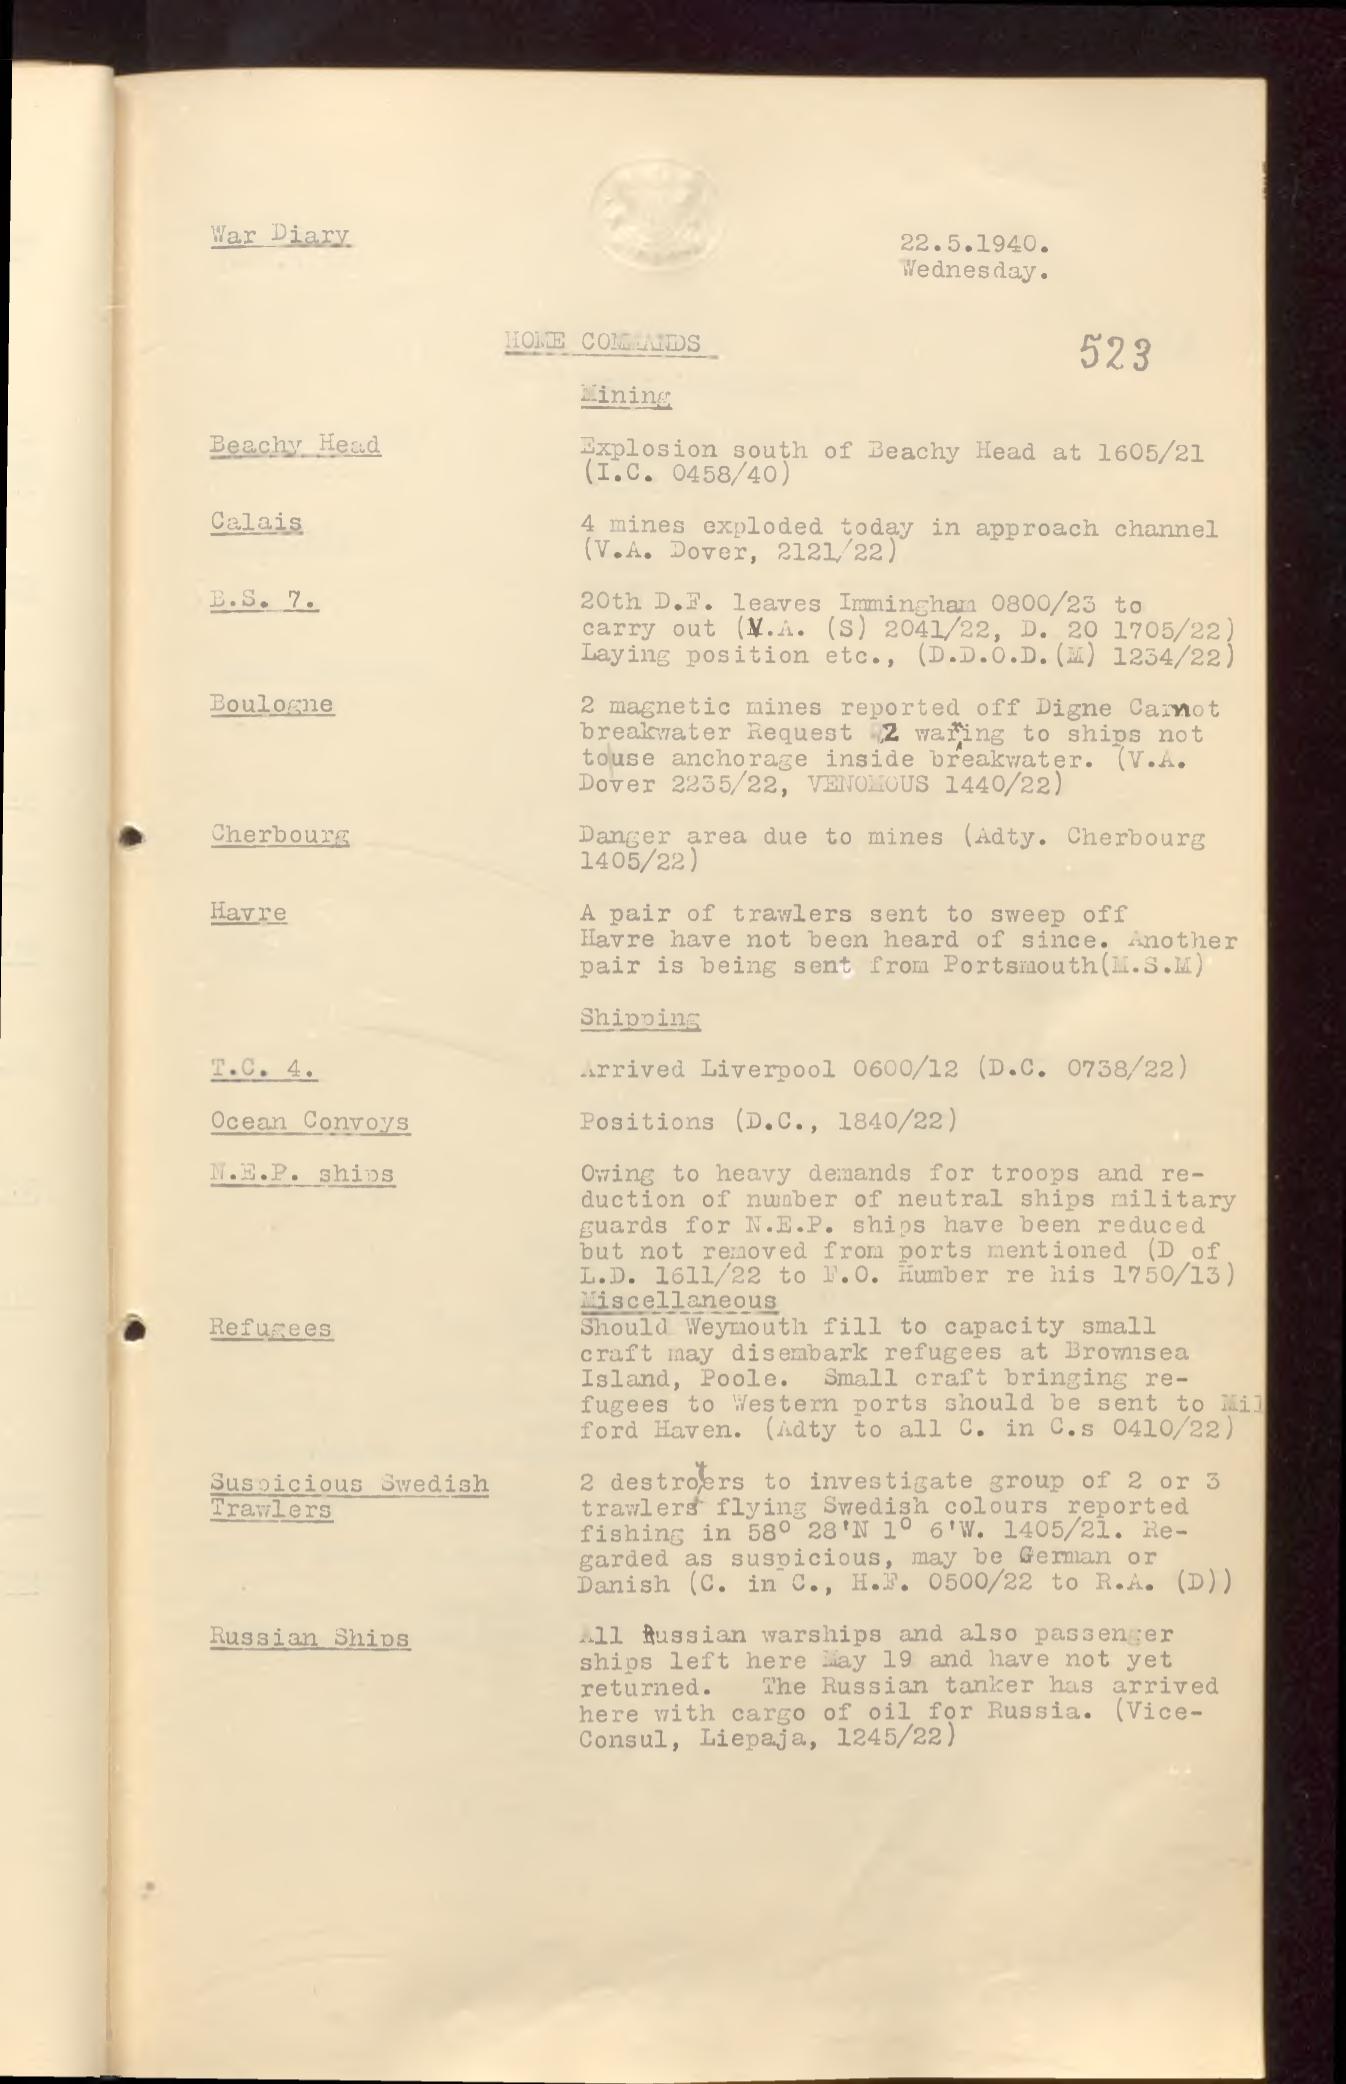 War Diary
22.5.1940.
Wednesday.
HOME COMMANDS
523
Mining
Beachy Head
Explosion south of Beachy Head at 1605/21
(I.C. 0458/40)
Calais
4 mines exploded today in approach channel
(V.A. Dover, 2121/22)
B.S. 7.
20th D.F. leaves Immingham 0800/23 to
carry out (V.A. (S) 2041/22, D. 20 1705/22)
Laying position etc., (D.D.O.D.(M) 1234/22)
Boulogne
2 magnetic mines reported off Digne Carnot
breakwater Request 2 waring to ships not
to use anchorage inside breakwater. (V.A.
Dover 2235/22, VENOMOUS 1440/22)
Cherbourg
Danger area due to mines (Adty. Cherbourg
1405/22)
Havre
A pair of trawlers sent to sweep off
Havre have not been heard of since. Another
pair is being sent from Portsmouth(M.S.M)
Shipping
T.C. 4.
Arrived Liverpool 0600/12 (D.C. 0738/22)
Ocean Convoys
Positions (D.C., 1840/22)
N.E.P. ships
Owing to heavy demands for troops and re-
duction of number of neutral ships military
guards for N.E.P. ships have been reduced
but not removed from ports mentioned (D of
L.D. 1611/22 to F.O. Humber re his 1750/13)
Miscellaneous
Refugees
Should Weymouth fill to capacity small
craft may disembark refugees at Brownsea
Island, Poole. Small craft bringing re-
fugees to Western ports should be sent to Mil
ford Haven. (Adty to all C. in C.s 0410/22)
Suspicious Swedish
Trawlers
2 destroyers to investigate group of 2 or 3
trawlers flying Swedish colours reported
fishing in 58° 28'N 1° 6'W. 1405/21. Re-
garded as suspicious, may be German or
Danish (C. in C., H.F. 0500/22 to R.A. (D))
Russian Ships
All Russian warships and also passenger
ships left here May 19 and have not yet
returned. The Russian tanker has arrived
here with cargo of oil for Russia. (Vice-
Consul, Liepaja, 1245/22)